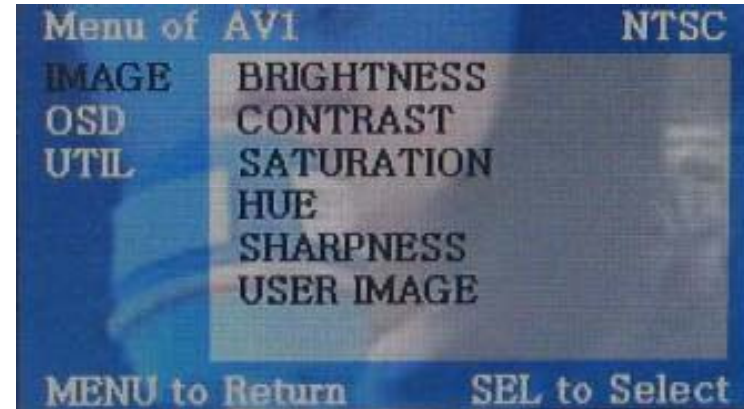 Menu of AV1 NTSC
IMAGE BRIGHTNESS
OSD CONTRAST
UTIL SATURATION
HUE
SHARPNESS
USER IMAGE
MENU to Return SEL to Select